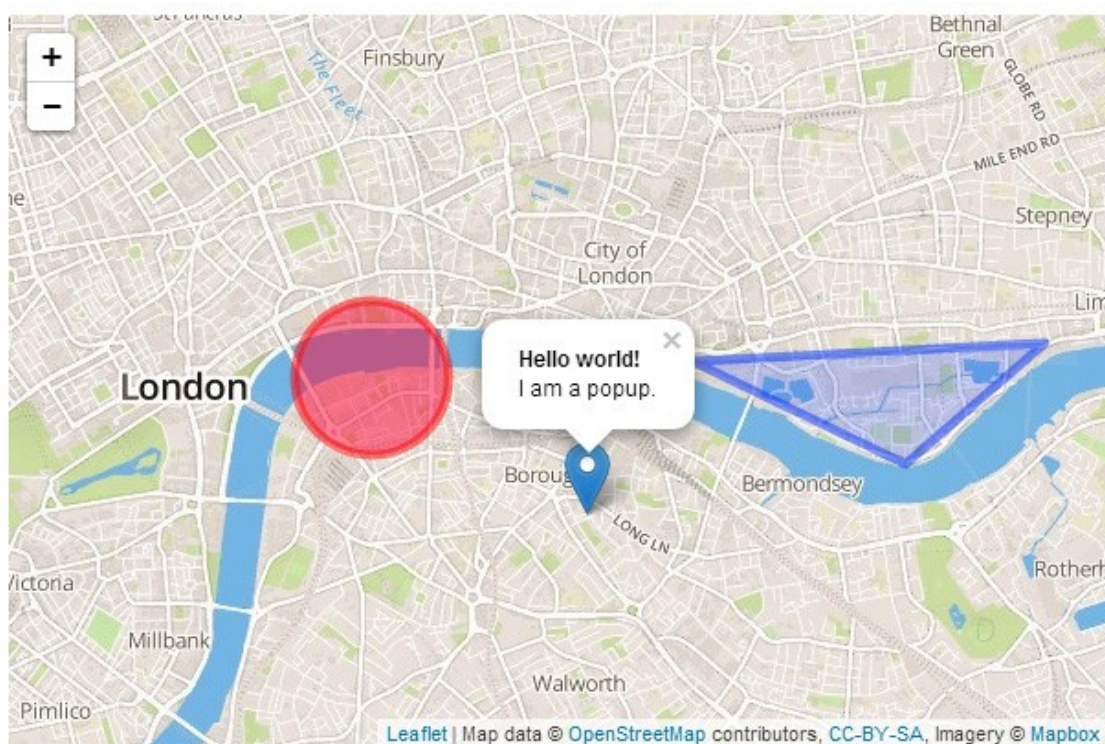 +
Finsbury
Bethnal
Green
The Fleet
GLOBE RD
−
MILE END RD
Stepney
City of
London
Hello world!
×
I am a popup.
London
Bermondsey
LONG LN
Victoria
Millbank
Walworth
Pimlico
Leaflet | Map data © OpenStreetMap contributors, CC-BY-SA, Imagery © Mapbox